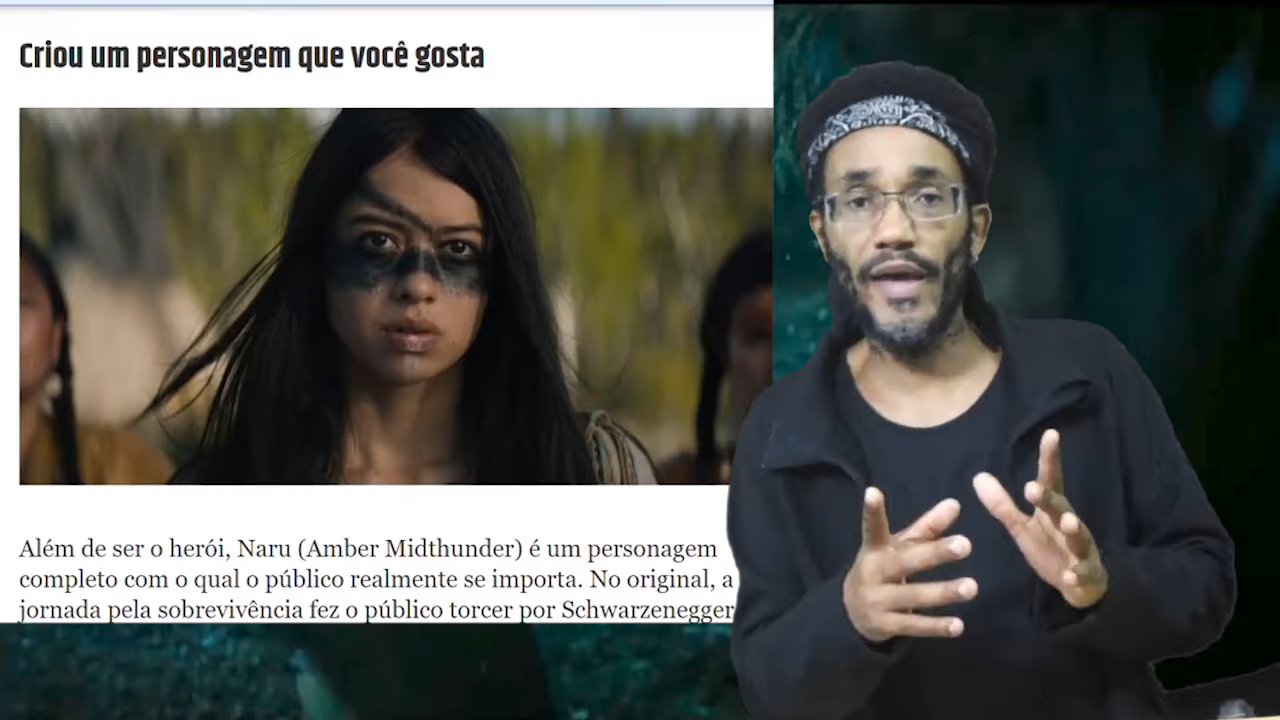 Criou um personagem que você gosta
Além de ser o herói, Naru (Amber Midthunder) é um personagem
completo com o qual o público realmente se importa. No original, a
jornada pela sobrevivência fez o público torcer por Schwarzenegger